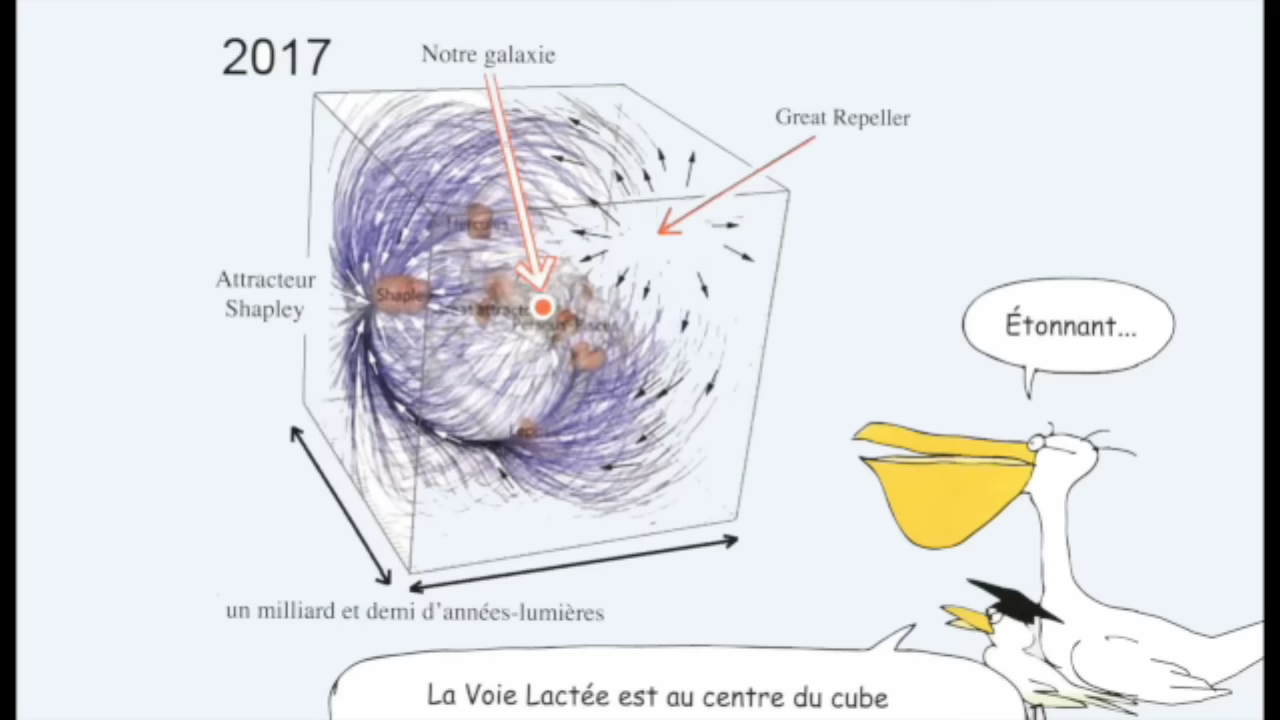 2017
Notre galaxie
Great Repeller
Attracteur
Shapley
Shapley
Étonnant...
un milliard et demi d'années-lumières
La Voie Lactée est au centre du cube